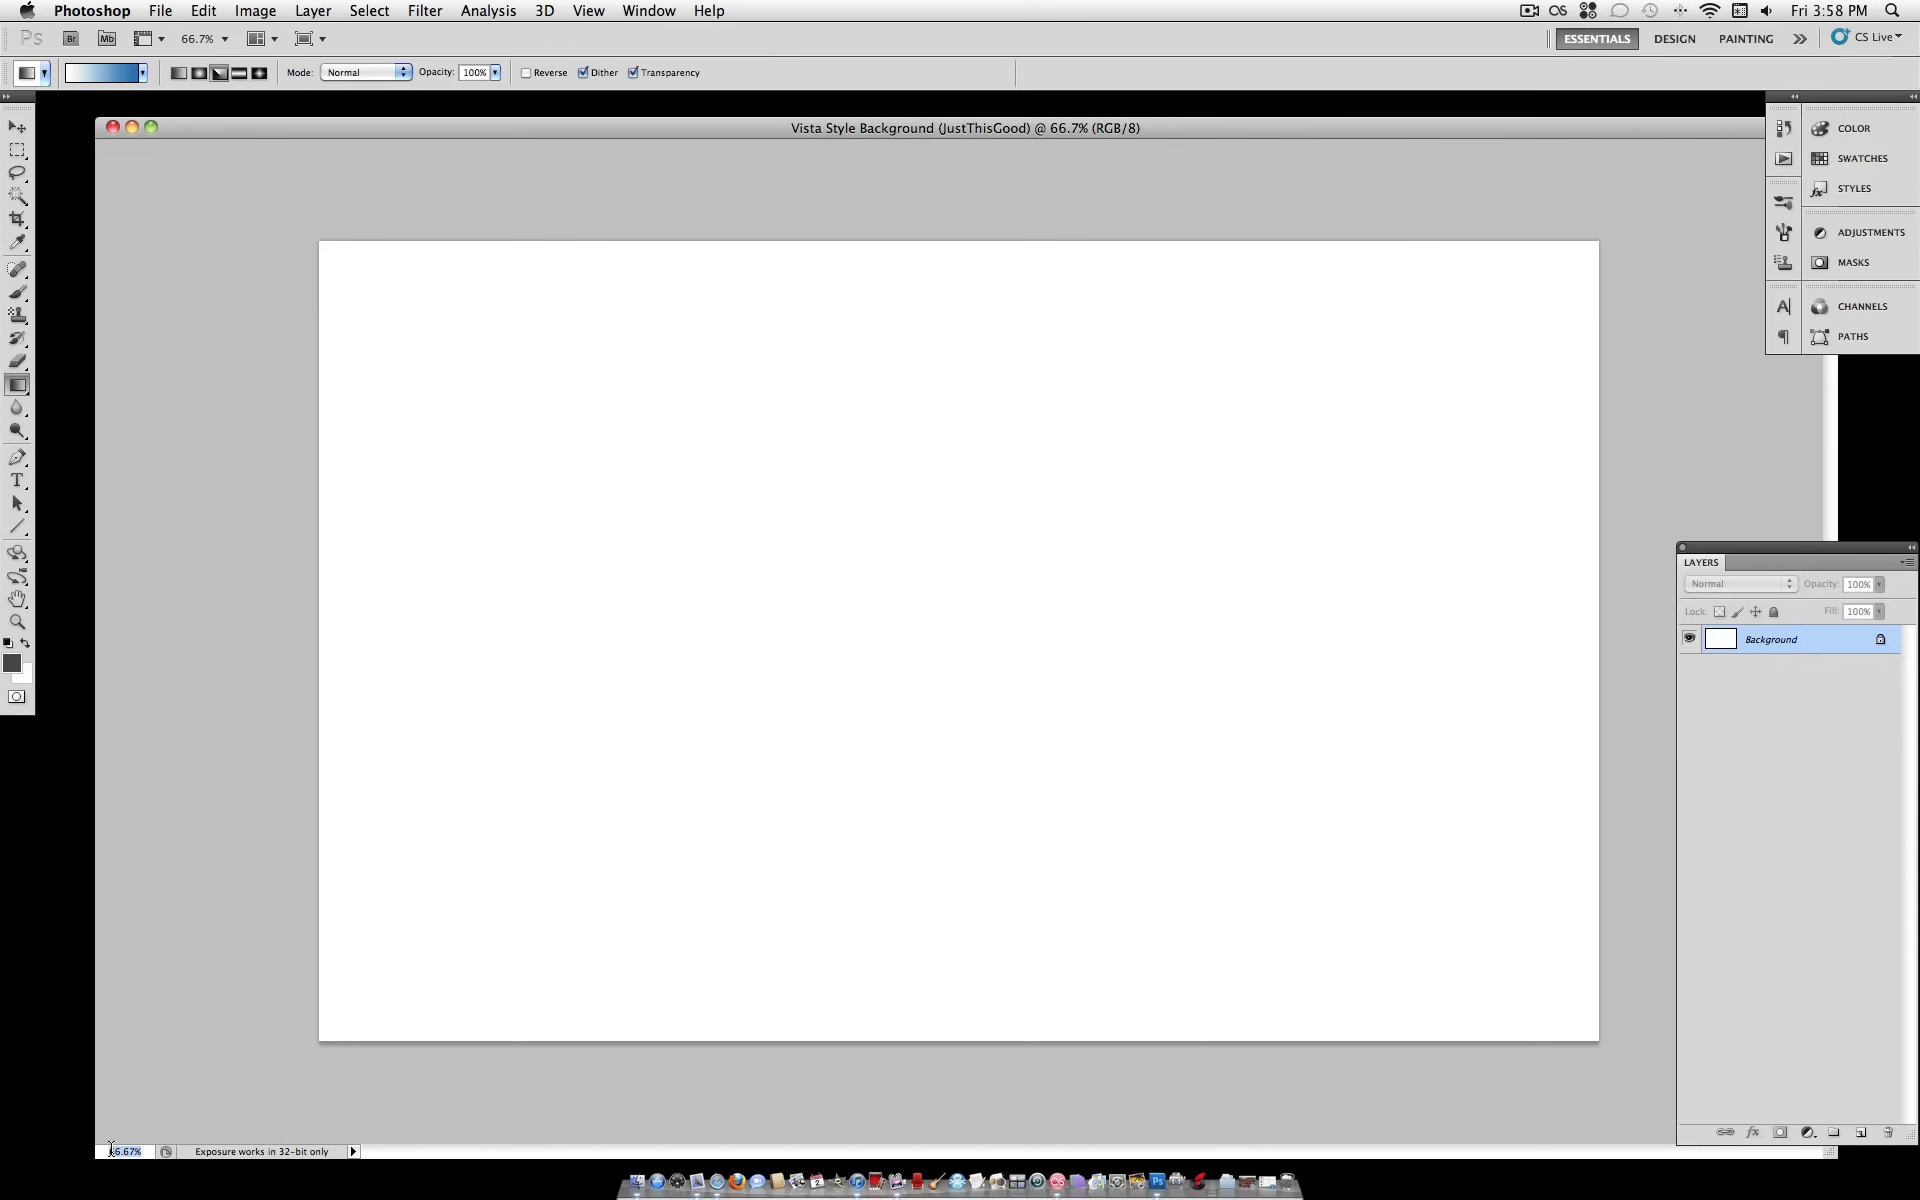 Photoshop File Edit Image Layer Select Filter Analysis 3D View Window Help Fri 3:58 PM
Ps Br Mb 66.7% ESSENTIALS DESIGN PAINTING CS Live
Mode: Normal Opacity: 100% Reverse Dither Transparency
Vista Style Background (JustThisGood) @ 66.7% (RGB/8)
COLOR
SWATCHES
STYLES
ADJUSTMENTS
MASKS
CHANNELS
PATHS
LAYERS
Normal Opacity: 100%
Lock: Fill: 100%
Background
66.67% Exposure works in 32-bit only